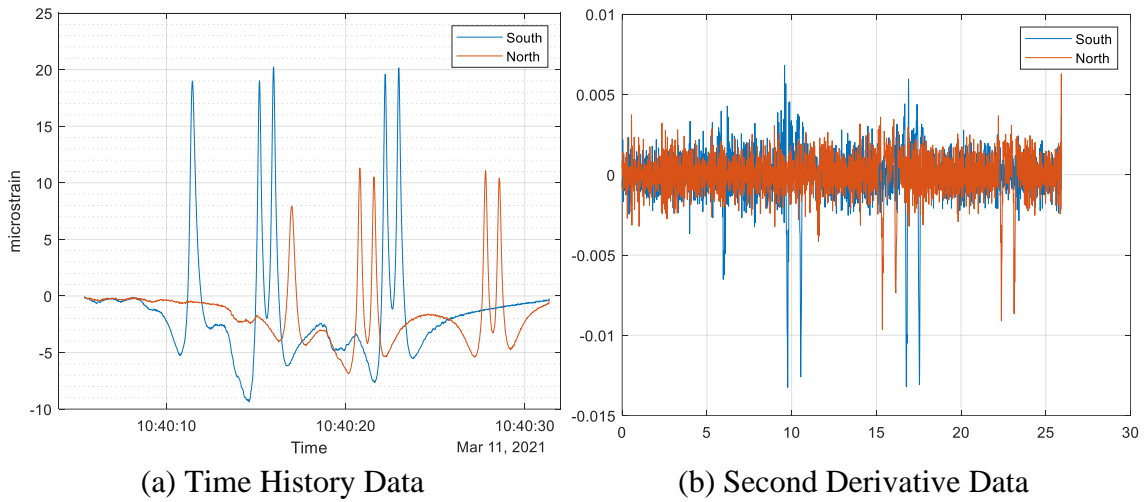 25
20
15
10
5
0
-5
-10
microstrain
South
North
10:40:10
10:40:20
10:40:30
Time
Mar 11, 2021
(a) Time History Data
0.01
0.005
0
-0.005
-0.01
-0.015
South
North
0
5
10
15
20
25
30
(b) Second Derivative Data